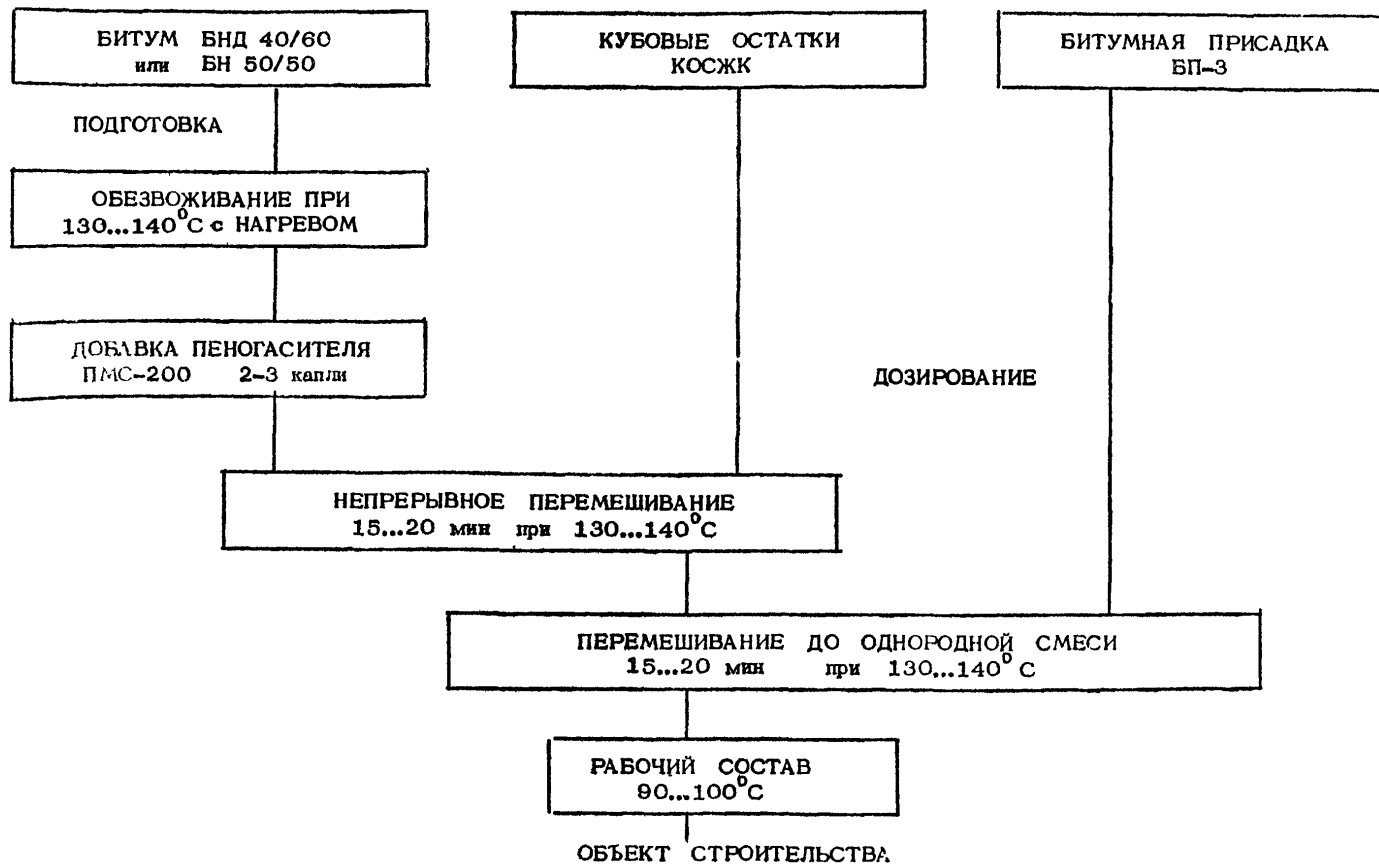 БИТУМ БНД 40/60
или БН 50/50
КУБОВЫЕ ОСТАТКИ
КОСЖК
БИТУМНАЯ ПРИСАДКА
БП-3
ПОДГОТОВКА
ОБЕЗВОЖИВАНИЕ ПРИ
130...140°С с НАГРЕВОМ
ДОБАВКА ПЕНОГАСИТЕЛЯ
ПМС-200 2-3 капли
ДОЗИРОВАНИЕ
НЕПРЕРЫВНОЕ ПЕРЕМЕШИВАНИЕ
15...20 мин при 130...140°С
ПЕРЕМЕШИВАНИЕ ДО ОДНОРОДНОЙ СМЕСИ
15...20 мин при 130...140°С
РАБОЧИЙ СОСТАВ
90...100°С
ОБЪЕКТ СТРОИТЕЛЬСТВА